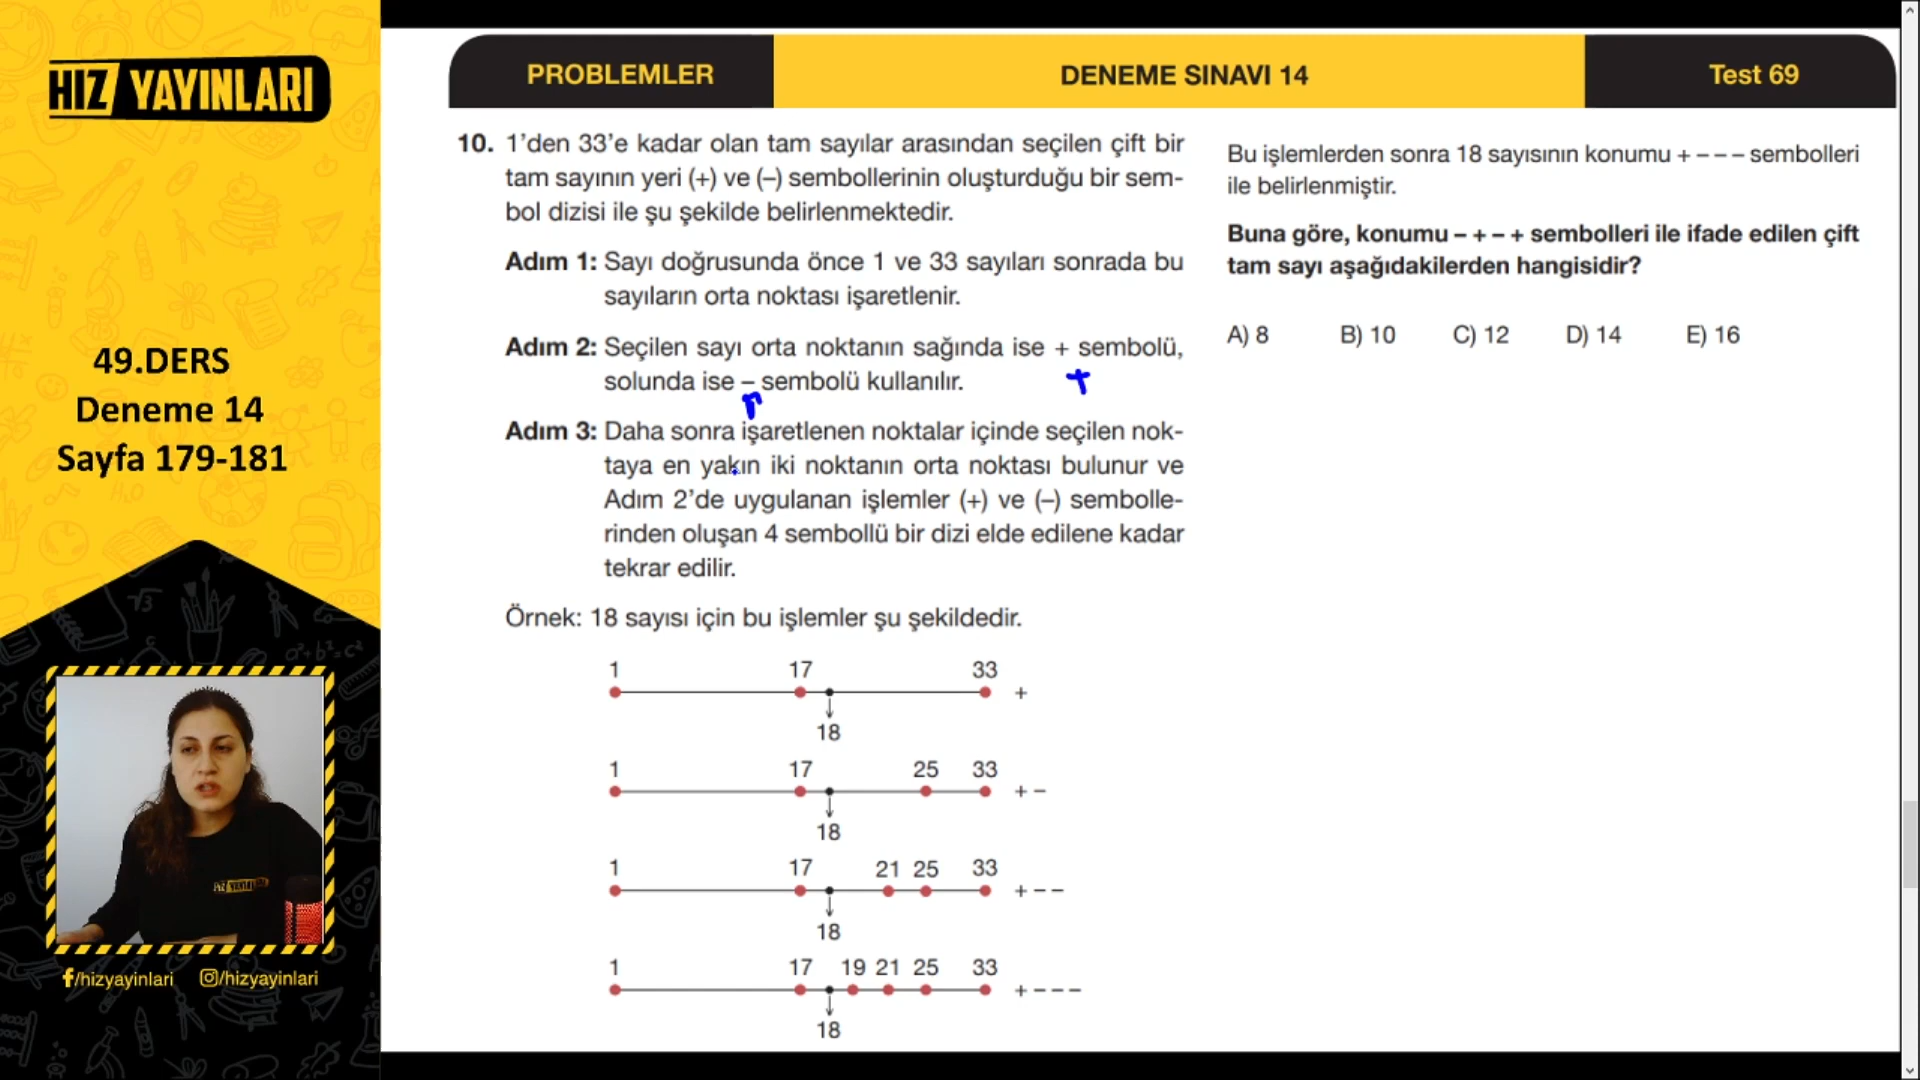 HIZ YAYINLARI
49.DERS
Deneme 14
Sayfa 179-181
f/hizyayinlari /hizyayinlari
PROBLEMLER DENEME SINAVI 14 Test 69
10. 1’den 33’e kadar olan tam sayılar arasından seçilen çift bir
tam sayının yeri (+) ve (–) sembollerinin oluşturduğu bir sem-
bol dizisi ile şu şekilde belirlenmektedir.
Adım 1: Sayı doğrusunda önce 1 ve 33 sayıları sonrada bu
sayıların orta noktası işaretlenir.
Adım 2: Seçilen sayı orta noktanın sağında ise + sembolü,
solunda ise – sembolü kullanılır.
+
Adım 3: Daha sonra işaretlenen noktalar içinde seçilen nok-
taya en yakın iki noktanın orta noktası bulunur ve
Adım 2’de uygulanan işlemler (+) ve (–) sembolle-
rinden oluşan 4 sembollü bir dizi elde edilene kadar
tekrar edilir.
Örnek: 18 sayısı için bu işlemler şu şekildedir.
1 17 33
+
18
1 17 25 33
+ –
18
1 17 21 25 33
+ – –
18
1 17 19 21 25 33
+ – – –
18
Bu işlemlerden sonra 18 sayısının konumu + – – – sembolleri
ile belirlenmiştir.
Buna göre, konumu – + – + sembolleri ile ifade edilen çift
tam sayı aşağıdakilerden hangisidir?
A) 8 B) 10 C) 12 D) 14 E) 16